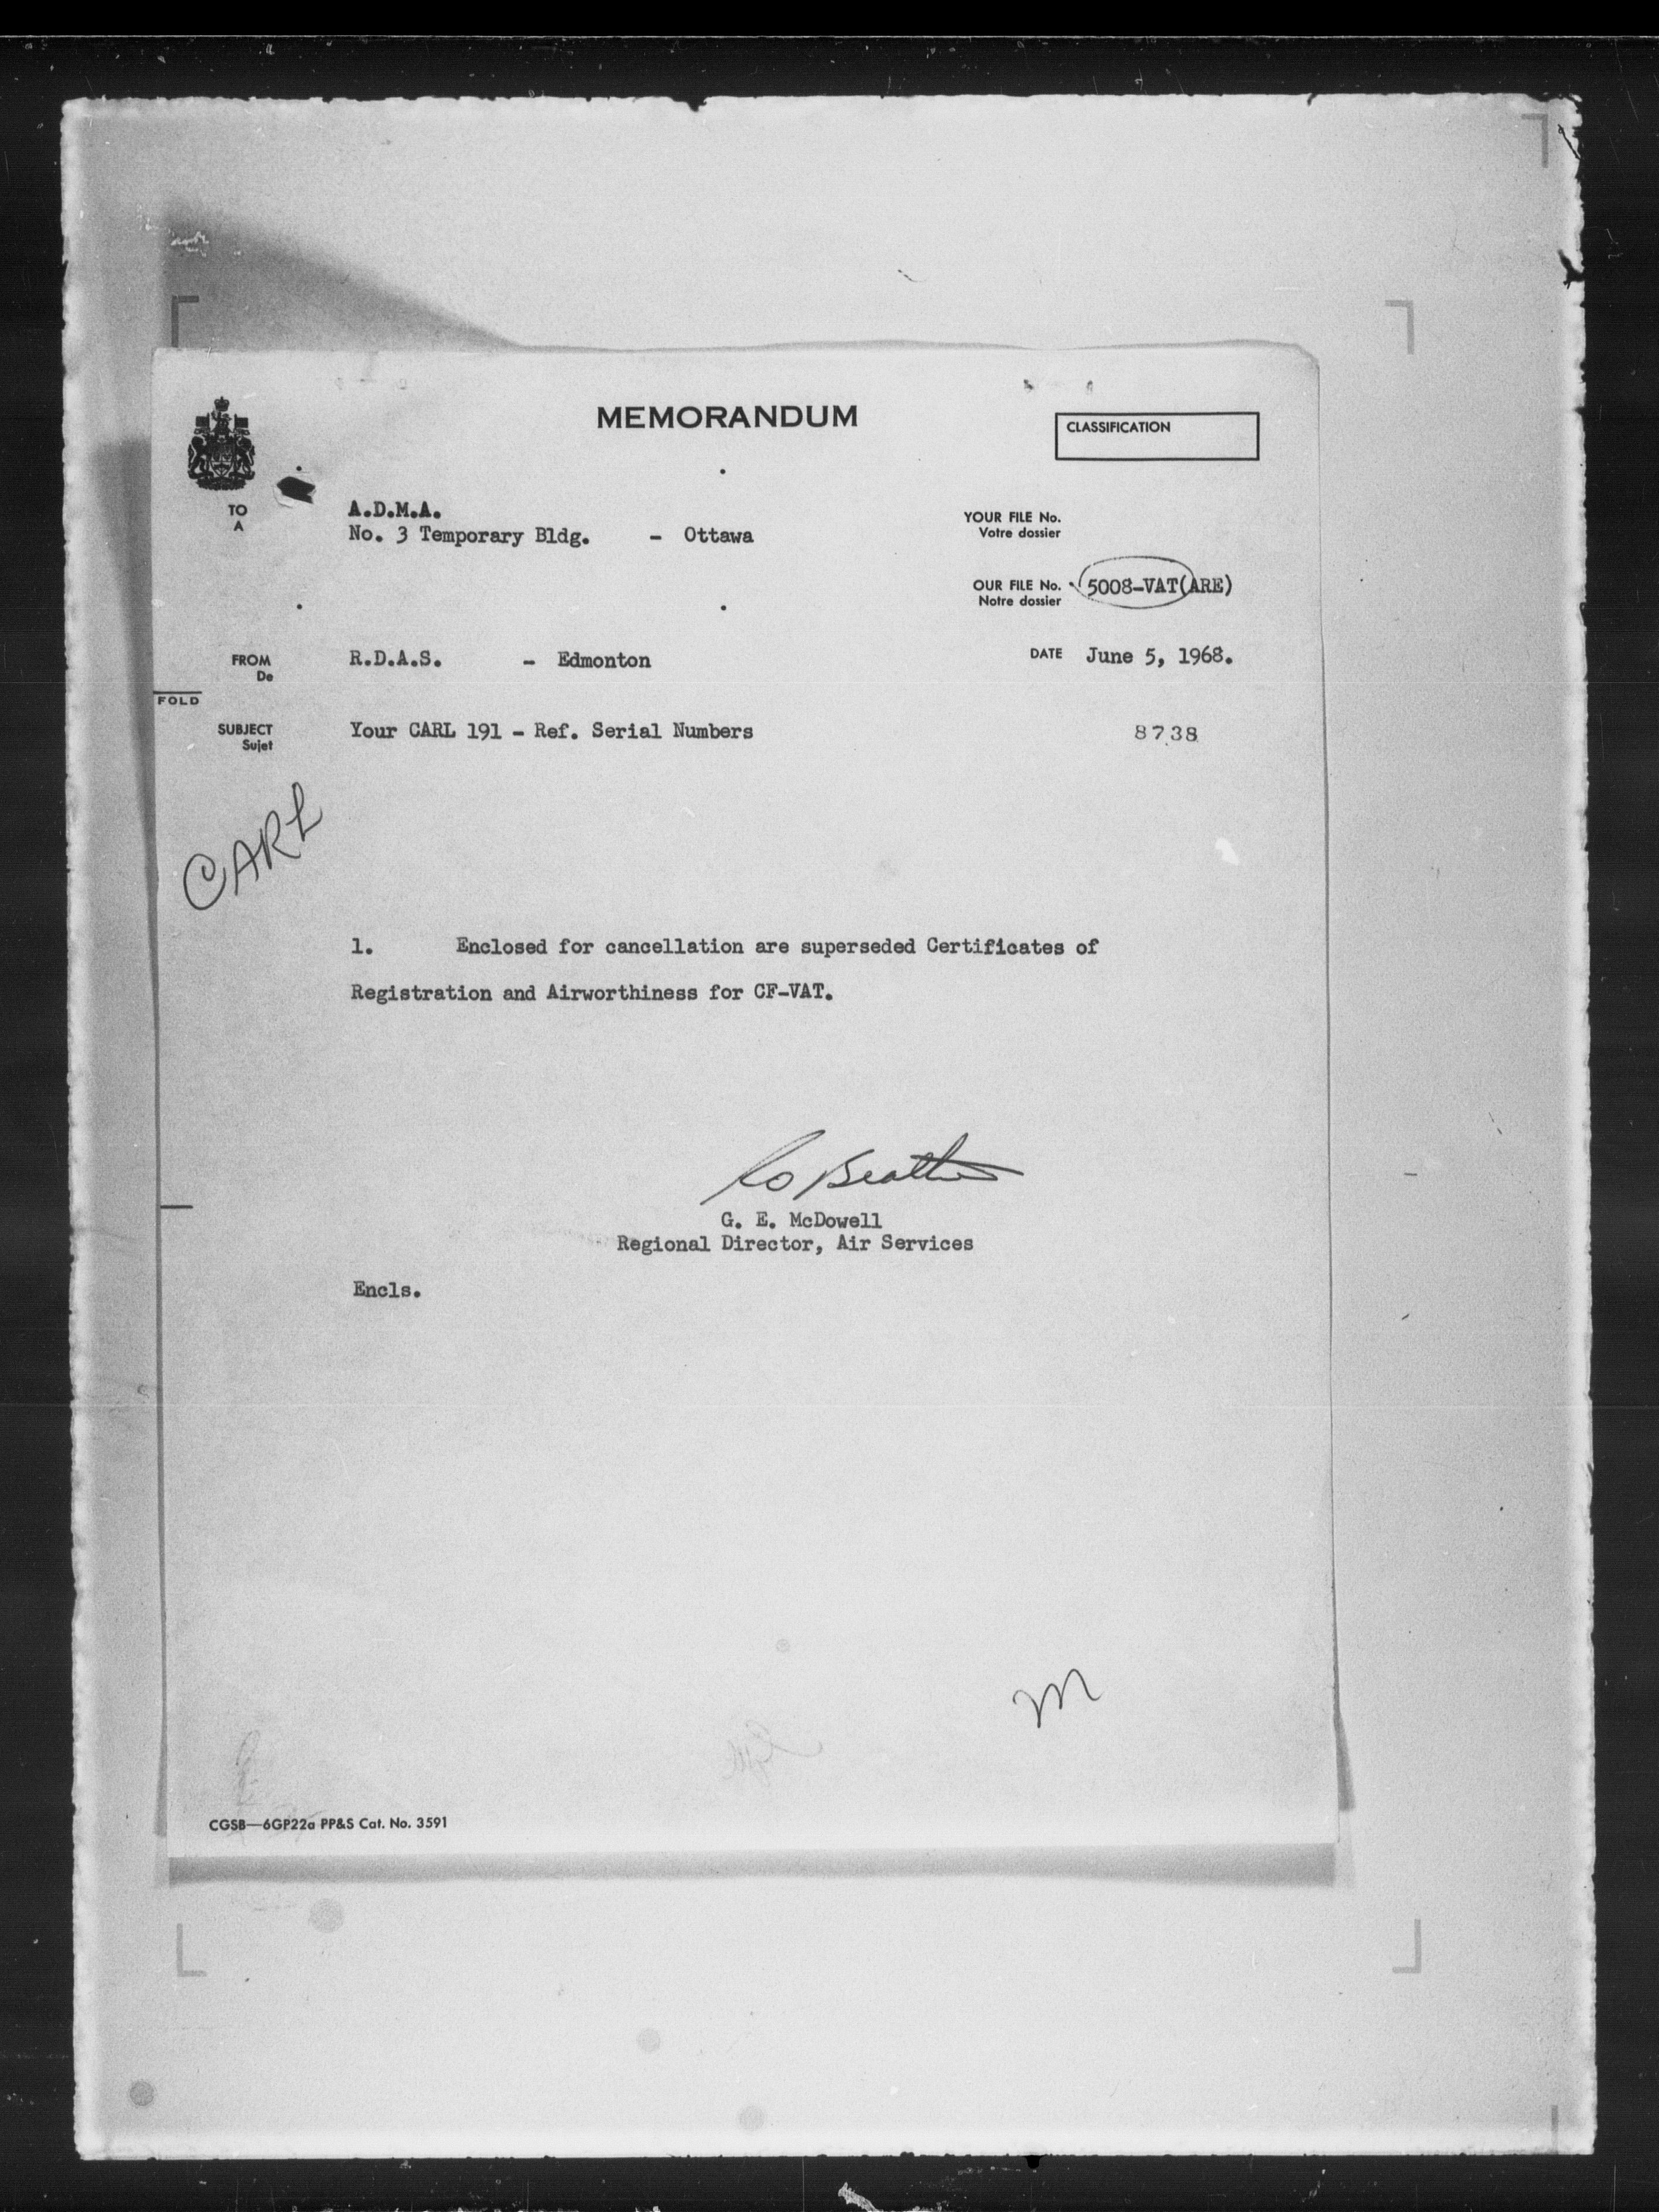 MEMORANDUM
CLASSIFICATION
TO
A
A.D.M.A.
No. 3 Temporary Bldg. - Ottawa
YOUR FILE No.
Votre dossier
OUR FILE No. 5008-VAT(ARE)
Notre dossier
FROM
De
R.D.A.S. - Edmonton
DATE June 5, 1968.
FOLD
SUBJECT
Sujet
Your CARL 191 - Ref. Serial Numbers
8738
CARL
1. Enclosed for cancellation are superseded Certificates of
Registration and Airworthiness for CF-VAT.
G. E. McDowell
Regional Director, Air Services
Encls.
M
CGSB—6GP22a PP&S Cat. No. 3591